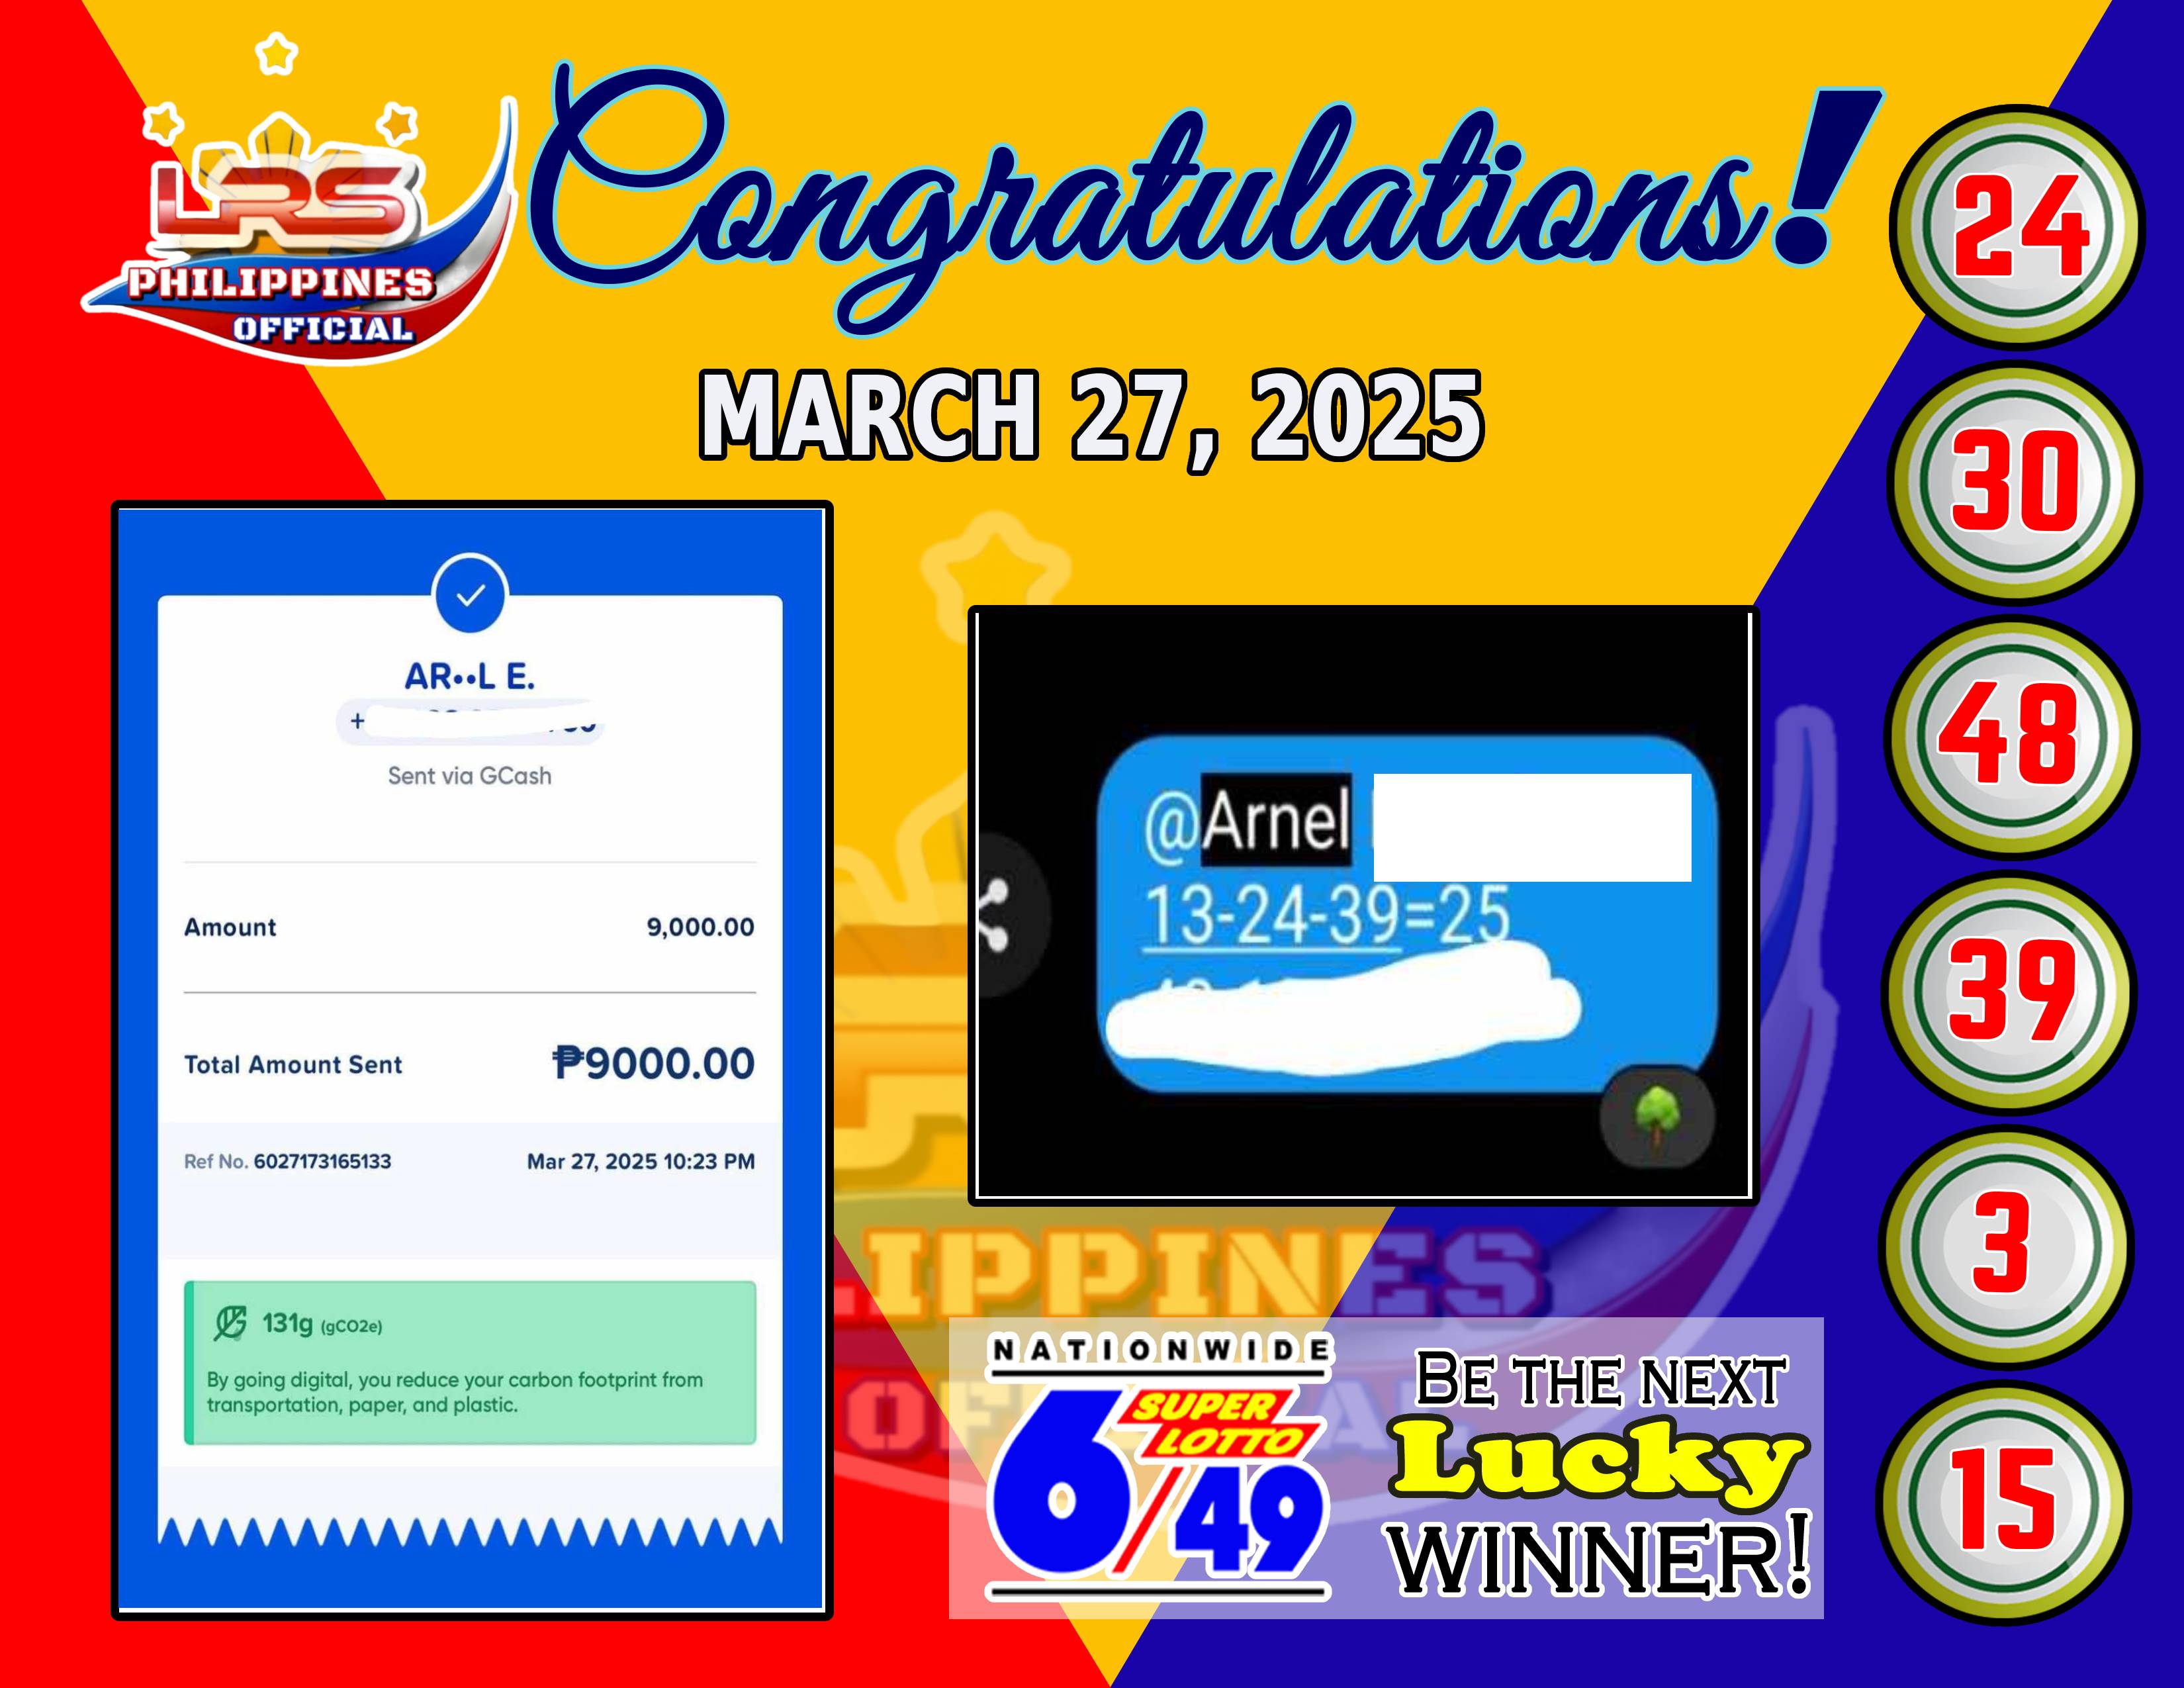 LRS
PHILIPPINES
OFFICIAL
Congratulations!
MARCH 27, 2025
AR••L E.
+
Sent via GCash
Amount 9,000.00
Total Amount Sent ₱9000.00
Ref No. 6027173165133 Mar 27, 2025 10:23 PM
131g (gCO2e)
By going digital, you reduce your carbon footprint from
transportation, paper, and plastic.
@Arnel
13-24-39=25
IPPINES
NATIONWIDE
SUPER
LOTTO
6/49
BE THE NEXT
Lucky
WINNER!
24
30
48
39
3
15